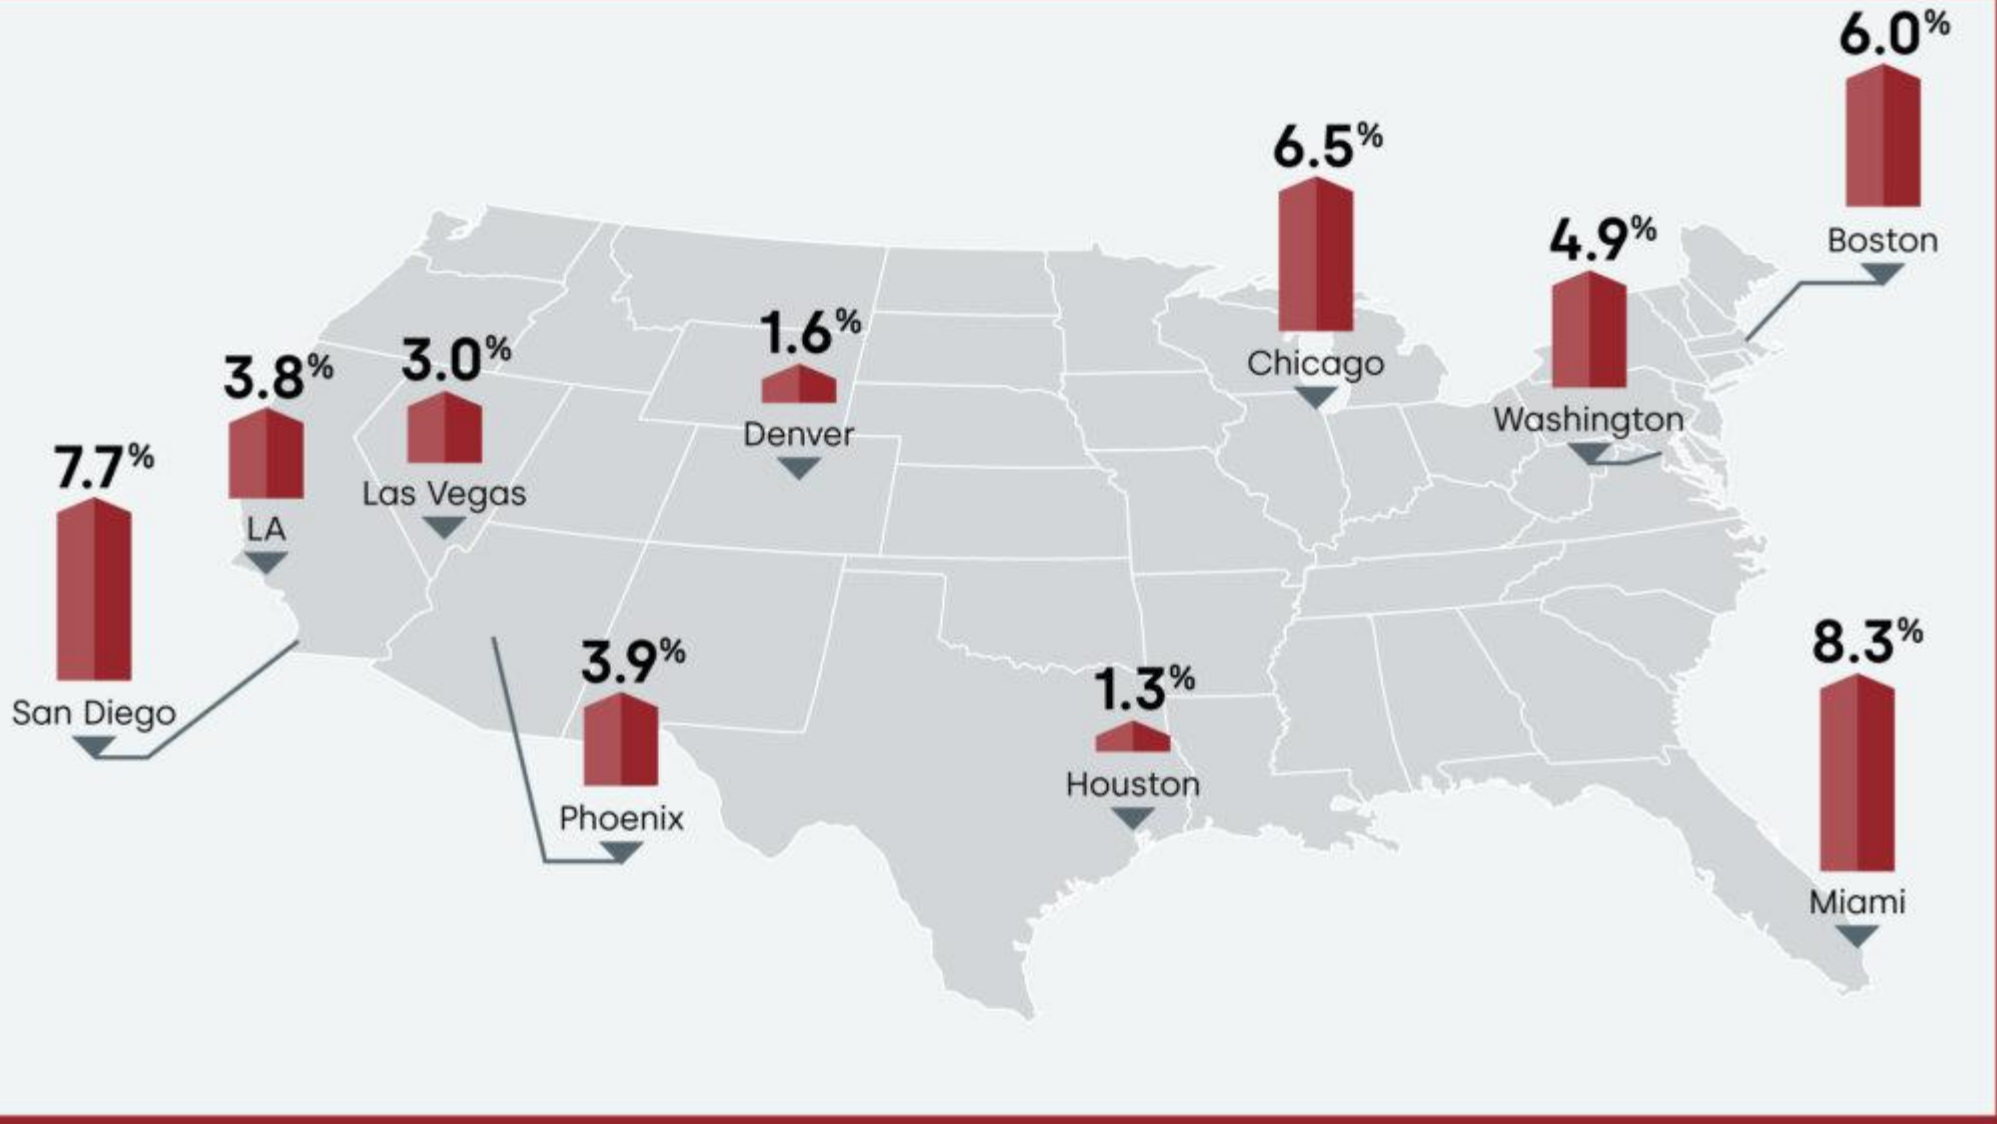 6.0%
Boston
6.5%
Chicago
4.9%
Washington
1.6%
Denver
3.0%
Las Vegas
3.8%
LA
7.7%
San Diego
3.9%
Phoenix
1.3%
Houston
8.3%
Miami